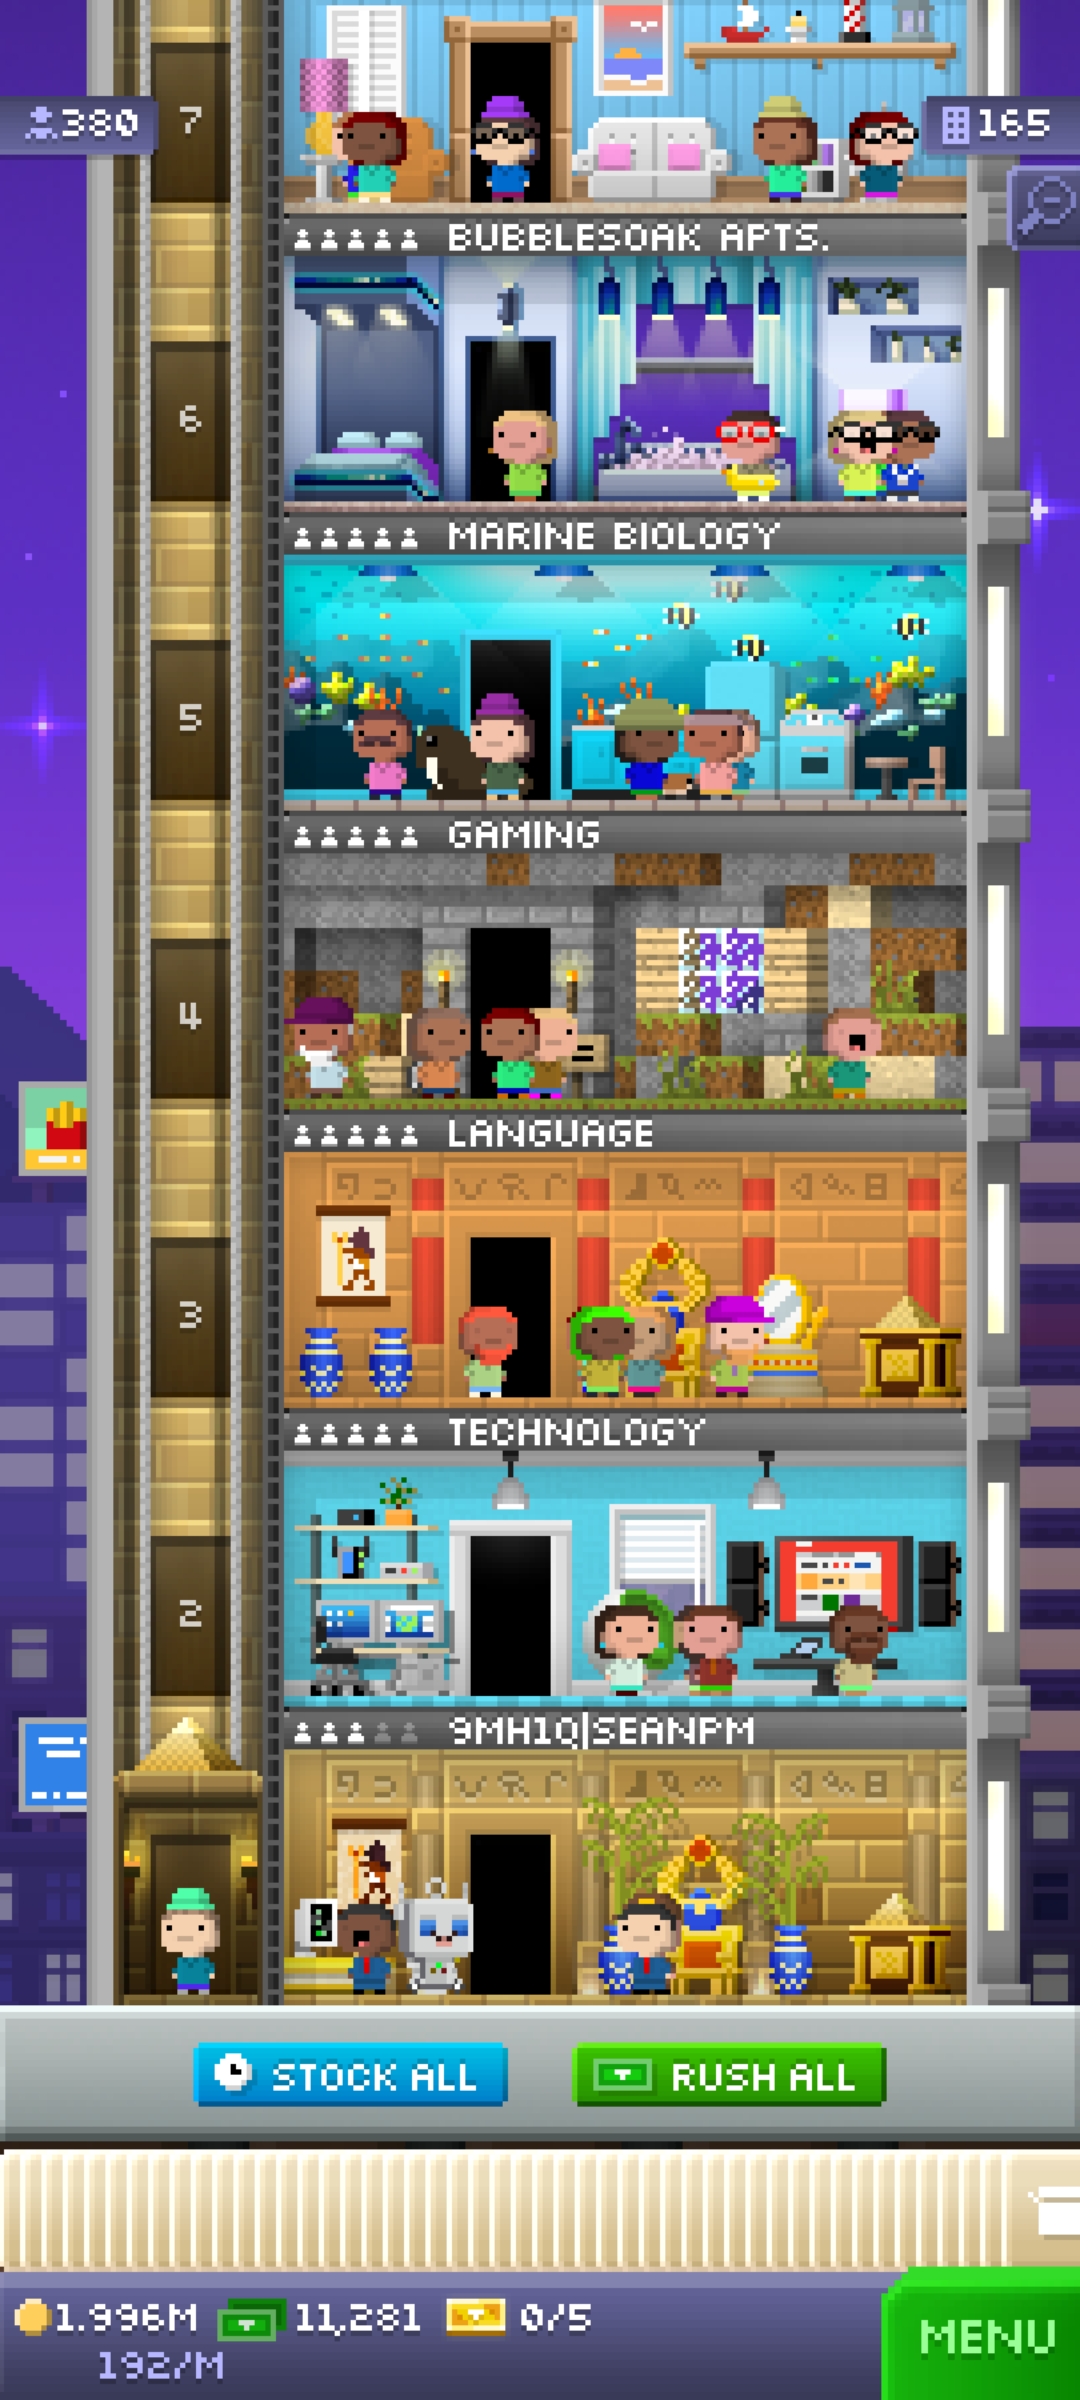 380
7
165
BUBBLESOAK APTS.
6
MARINE BIOLOGY
5
GAMING
4
LANGUAGE
3
TECHNOLOGY
2
9MH1Q|SEANPM
STOCK ALL
RUSH ALL
1.996M
11,281
0/5
192/M
MENU